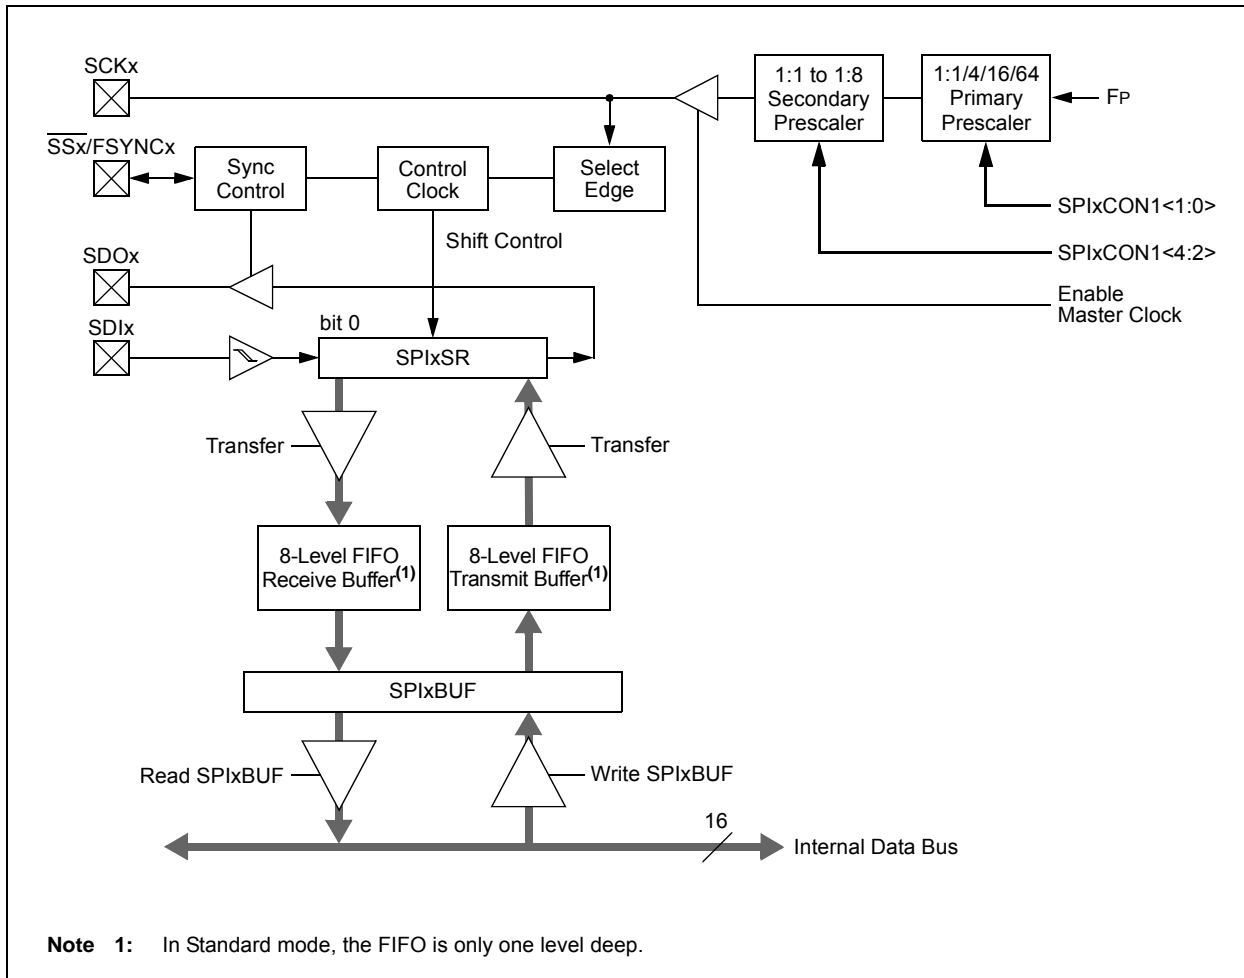 SCKx
1:1 to 1:8
Secondary
Prescaler
1:1/4/16/64
Primary
Prescaler
FP
SSx/FSYNCx
Sync
Control
Control
Clock
Select
Edge
SPIxCON1<1:0>
Shift Control
SPIxCON1<4:2>
SDOx
Enable
Master Clock
SDIx
bit 0
SPIxSR
Transfer
Transfer
8-Level FIFO
Receive Buffer(1)
8-Level FIFO
Transmit Buffer(1)
SPIxBUF
Read SPIxBUF
Write SPIxBUF
16
Internal Data Bus
Note 1: In Standard mode, the FIFO is only one level deep.